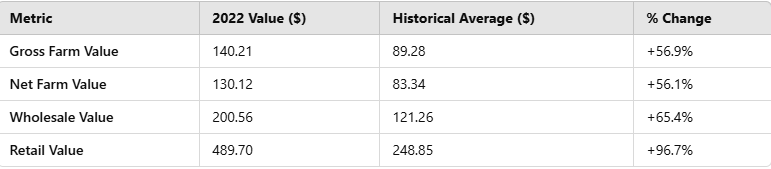 Metric 2022 Value ($) Historical Average ($) % Change
Gross Farm Value 140.21 89.28 +56.9%
Net Farm Value 130.12 83.34 +56.1%
Wholesale Value 200.56 121.26 +65.4%
Retail Value 489.70 248.85 +96.7%